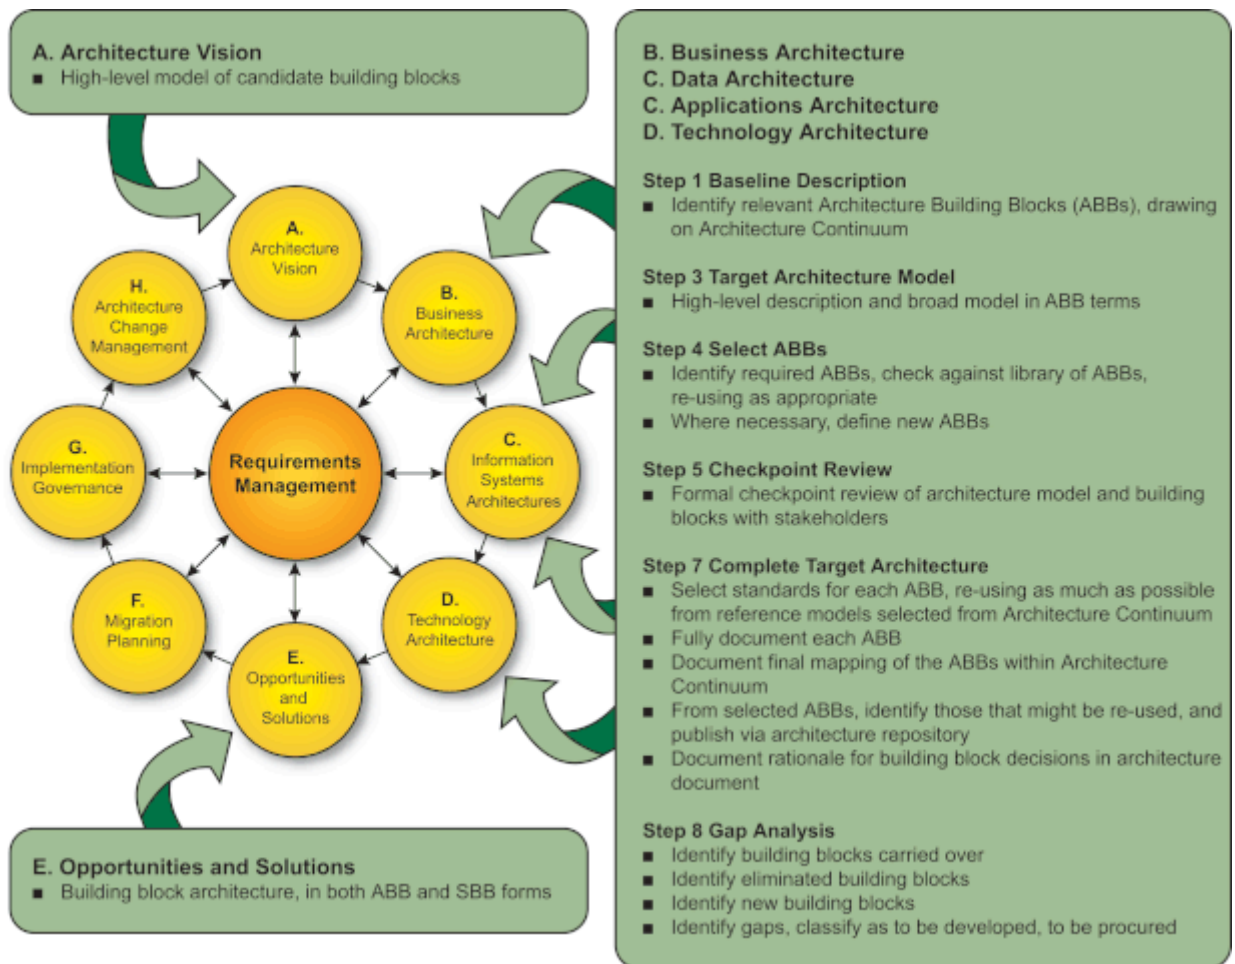 A. Architecture Vision
■ High-level model of candidate building blocks
B. Business Architecture
C. Data Architecture
C. Applications Architecture
D. Technology Architecture
Step 1 Baseline Description
■ Identify relevant Architecture Building Blocks (ABBs), drawing
on Architecture Continuum
Step 3 Target Architecture Model
■ High-level description and broad model in ABB terms
Step 4 Select ABBs
■ Identify required ABBs, check against library of ABBs,
re-using as appropriate
■ Where necessary, define new ABBs
Step 5 Checkpoint Review
■ Formal checkpoint review of architecture model and building
blocks with stakeholders
Step 7 Complete Target Architecture
■ Select standards for each ABB, re-using as much as possible
from reference models selected from Architecture Continuum
■ Fully document each ABB
■ Document final mapping of the ABBs within Architecture
Continuum
■ From selected ABBs, identify those that might be re-used, and
publish via architecture repository
■ Document rationale for building block decisions in architecture
document
Step 8 Gap Analysis
■ Identify building blocks carried over
■ Identify eliminated building blocks
■ Identify new building blocks
■ Identify gaps, classify as to be developed, to be procured
A.
Architecture
Vision
B.
Business
Architecture
C.
Information
Systems
Architectures
D.
Technology
Architecture
E.
Opportunities
and
Solutions
F.
Migration
Planning
G.
Implementation
Governance
H.
Architecture
Change
Management
Requirements
Management
E. Opportunities and Solutions
■ Building block architecture, in both ABB and SBB forms